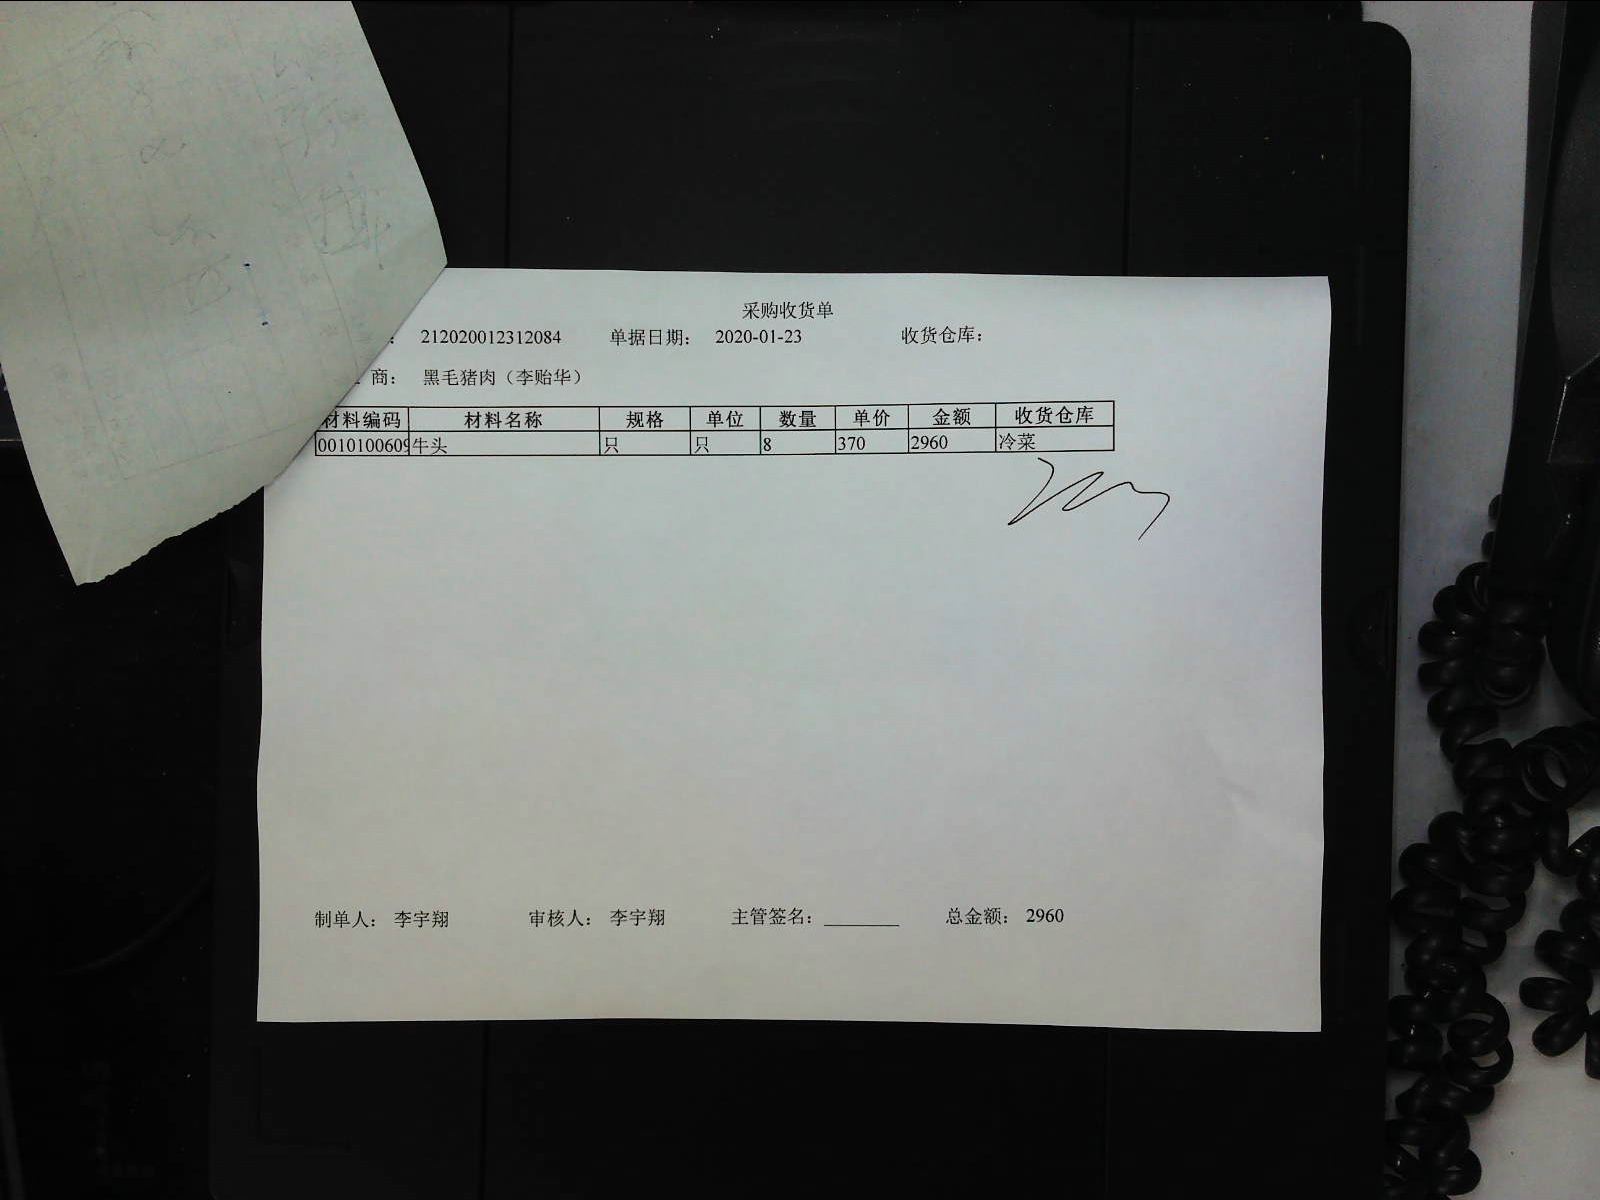 采购收货单
: 212020012312084 单据日期: 2020-01-23 收货仓库:
商: 黑毛猪肉（李贻华）
材料编码 材料名称 规格 单位 数量 单价 金额 收货仓库
0010100609 牛头 只 只 8 370 2960 冷菜
制单人: 李宇翔 审核人: 李宇翔 主管签名: ________ 总金额: 2960